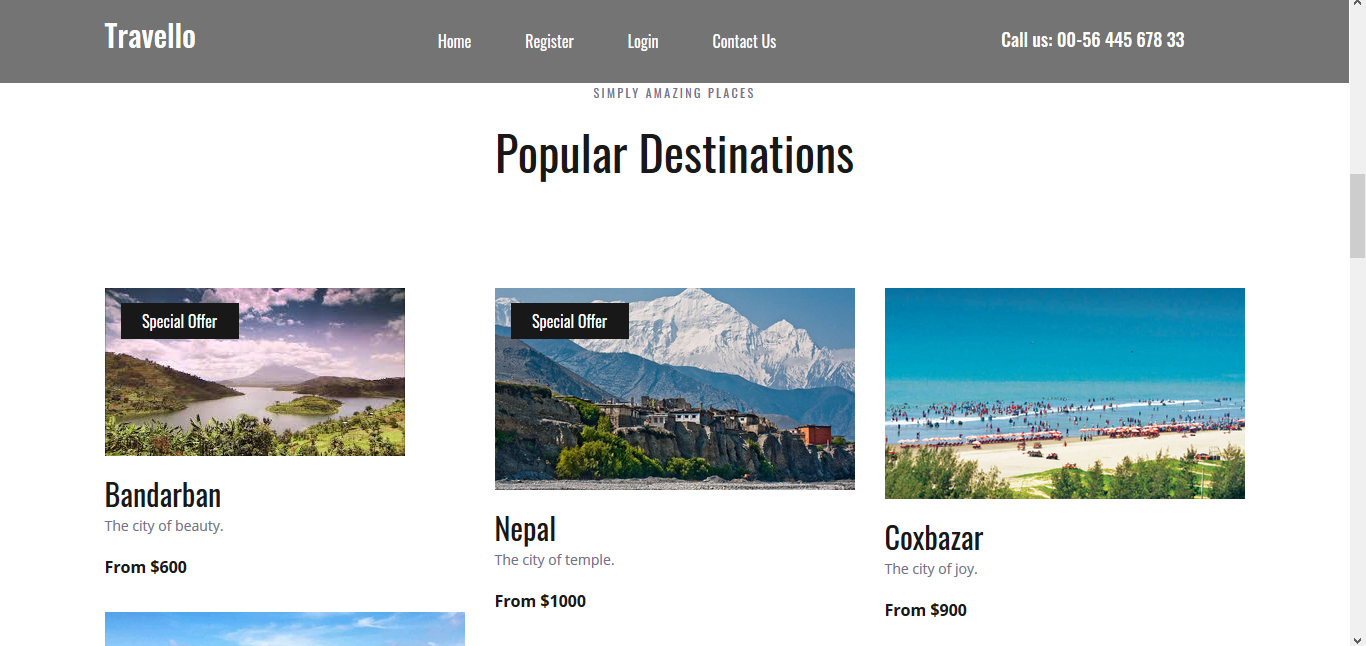 Travello
Home Register Login Contact Us
Call us: 00-56 445 678 33
SIMPLY AMAZING PLACES
Popular Destinations
Special Offer
Bandarban
The city of beauty.
From $600
Special Offer
Nepal
The city of temple.
From $1000
Coxbazar
The city of joy.
From $900